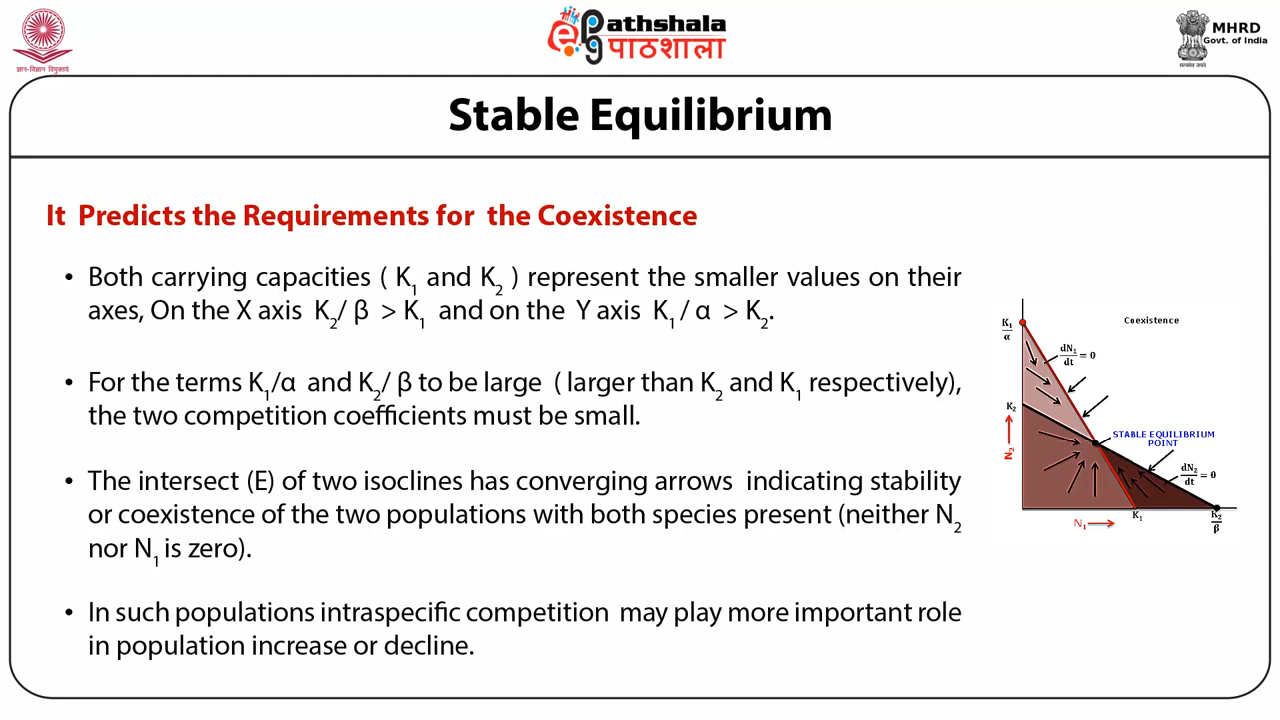 ज्ञान-विज्ञान विमुक्तये
epathshala
पाठशाला
MHRD
Govt. of India
सत्यमेव जयते
Stable Equilibrium
It Predicts the Requirements for the Coexistence
• Both carrying capacities ( K₁ and K₂ ) represent the smaller values on their
axes, On the X axis K₂/ β > K₁ and on the Y axis K₁ / α > K₂.
• For the terms K₁/α and K₂/ β to be large ( larger than K₂ and K₁ respectively),
the two competition coefficients must be small.
• The intersect (E) of two isoclines has converging arrows indicating stability
or coexistence of the two populations with both species present (neither N₂
nor N₁ is zero).
• In such populations intraspecific competition may play more important role
in population increase or decline.
Coexistence
K₁/α
dN₁/dt = 0
K₂
STABLE EQUILIBRIUM
POINT
N₂
dN₂/dt = 0
N₁
K₁
K₂/β